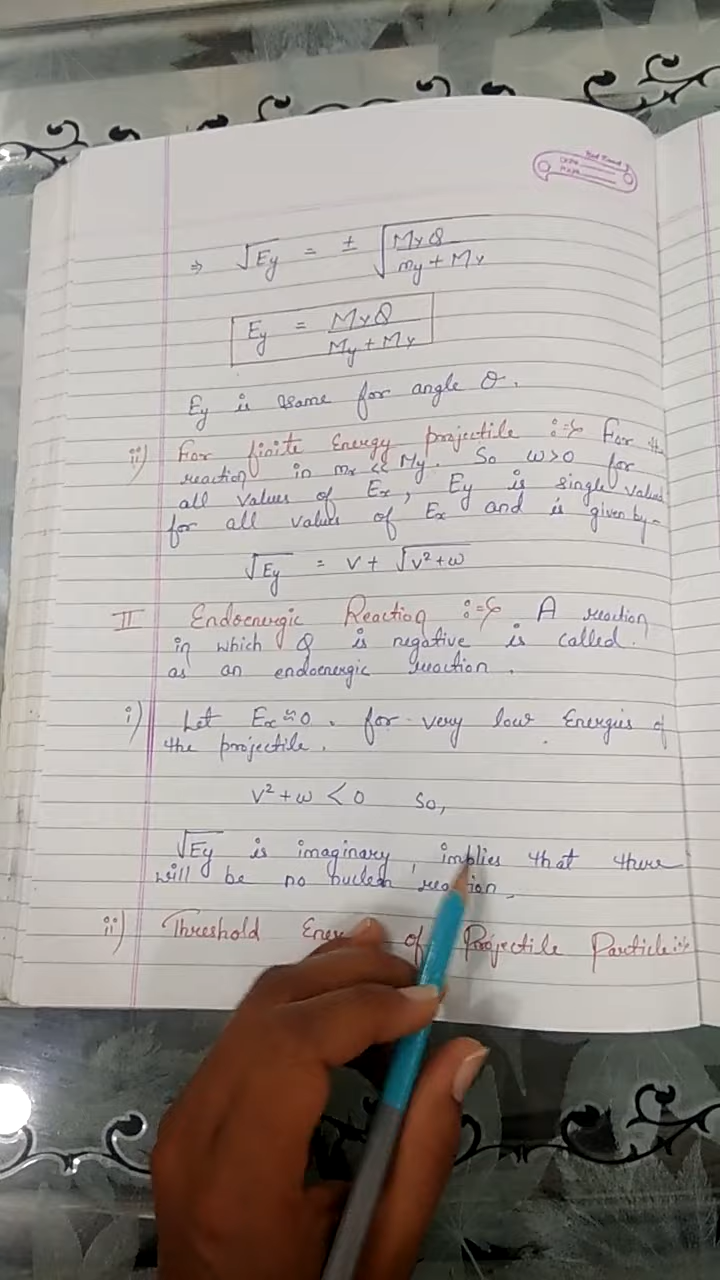 ⇒ √Ey = ± √(MyQ / my + My)
Ey = MyQ / My + My
Ey is same for angle θ.
ii) For finite Energy projectile :- For the
reaction in mx << My. So w>0 for
all values of Ex, Ey is single valued
for all values of Ex and is given by-
√Ey = v + √v² + w
II Endoenergic Reaction :- A reaction
in which Q is negative is called.
as an endoenergic reaction.
i) Let Ex ≈ 0. for very low Energies of
the projectile.
v² + w < 0 So,
√Ey is imaginary, implies that there
will be no nuclear reaction.
ii) Threshold of Projectile Particle :-